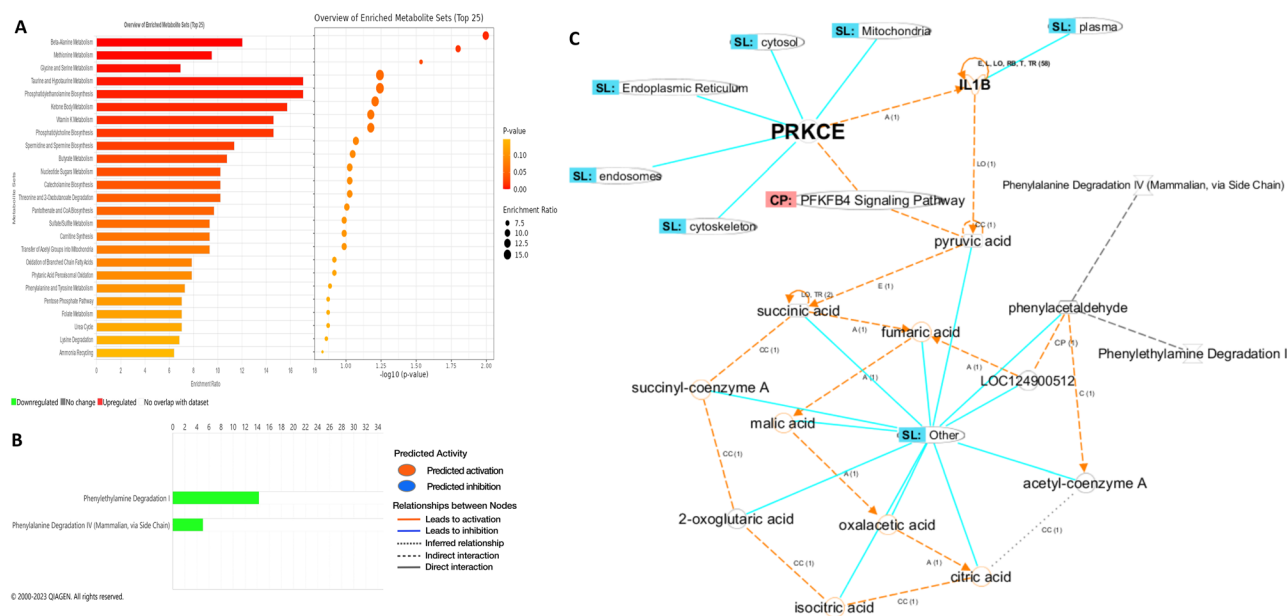 A
Overview of Enriched Metabolite Sets (Top 25)
Metabolite Sets
Beta-Alanine Metabolism
Methionine Metabolism
Glycine and Serine Metabolism
Taurine and Hypotaurine Metabolism
Phosphatidylethanolamine Biosynthesis
Ketone Body Metabolism
Vitamin K Metabolism
Phosphatidylcholine Biosynthesis
Spermidine and Spermine Biosynthesis
Butyrate Metabolism
Nucleotide Sugars Metabolism
Catecholamine Biosynthesis
Threonine and 2-Oxobutanoate Degradation
Pantothenate and CoA Biosynthesis
Sulfate/Sulfite Metabolism
Carnitine Synthesis
Transfer of Acetyl Groups into Mitochondria
Oxidation of Branched Chain Fatty Acids
Phytanic Acid Peroxisomal Oxidation
Phenylalanine and Tyrosine Metabolism
Pentose Phosphate Pathway
Folate Metabolism
Urea Cycle
Lysine Degradation
Ammonia Recycling
0 2 4 6 8 10 12 14 16 18
Enrichment Ratio
Overview of Enriched Metabolite Sets (Top 25)
1.00 1.25 1.50 1.75 2.00
-log10 (p-value)
P-value
0.10
0.05
0.00
Enrichment Ratio
7.5
10.0
12.5
15.0
Downregulated No change Upregulated No overlap with dataset
B
0 2 4 6 8 10 12 14 16 18 20 22 24 26 28 30 32 34
Phenylethylamine Degradation I
Phenylalanine Degradation IV (Mammalian, via Side Chain)
© 2000-2023 QIAGEN. All rights reserved.
Predicted Activity
Predicted activation
Predicted inhibition
Relationships between Nodes
Leads to activation
Leads to inhibition
Inferred relationship
Indirect interaction
Direct interaction
C
SL: cytosol
SL: Mitochondria
SL: plasma
E, L, LO, RB, T, TR (58)
IL1B
SL: Endoplasmic Reticulum
PRKCE
A (1)
LO (1)
SL: endosomes
CP: PFKFB4 Signaling Pathway
Phenylalanine Degradation IV (Mammalian, via Side Chain)
SL: cytoskeleton
CC (1)
pyruvic acid
E (1)
LO, TR (2)
succinic acid
A (1)
fumaric acid
phenylacetaldehyde
CP (1)
Phenylethylamine Degradation I
CC (1)
A (1)
A (1)
LOC124900512
C (1)
succinyl-coenzyme A
malic acid
SL: Other
CC (1)
A (1)
acetyl-coenzyme A
2-oxoglutaric acid
oxalacetic acid
CC (1)
A (1)
CC (1)
citric acid
CC (1)
isocitric acid